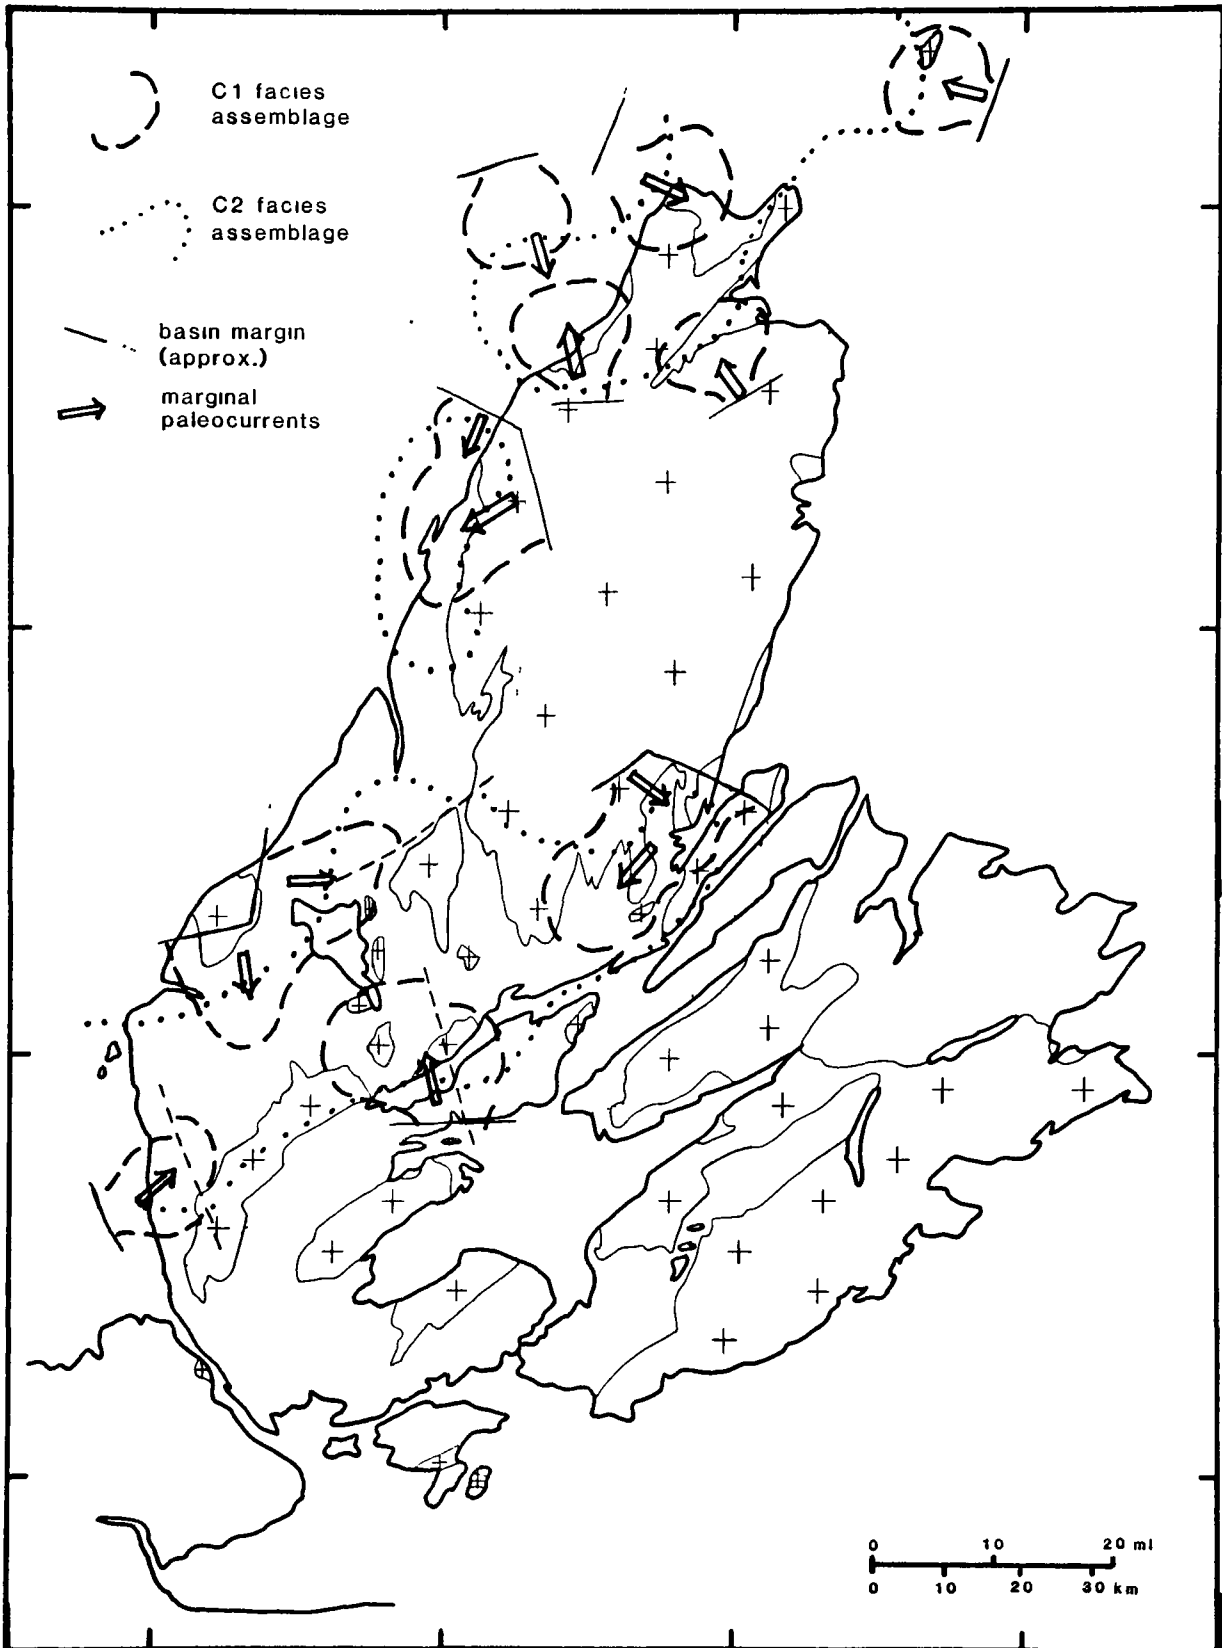 C1 facies
assemblage
C2 facies
assemblage
basin margin
(approx.)
marginal
paleocurrents
0 10 20 mi
0 10 20 30 km